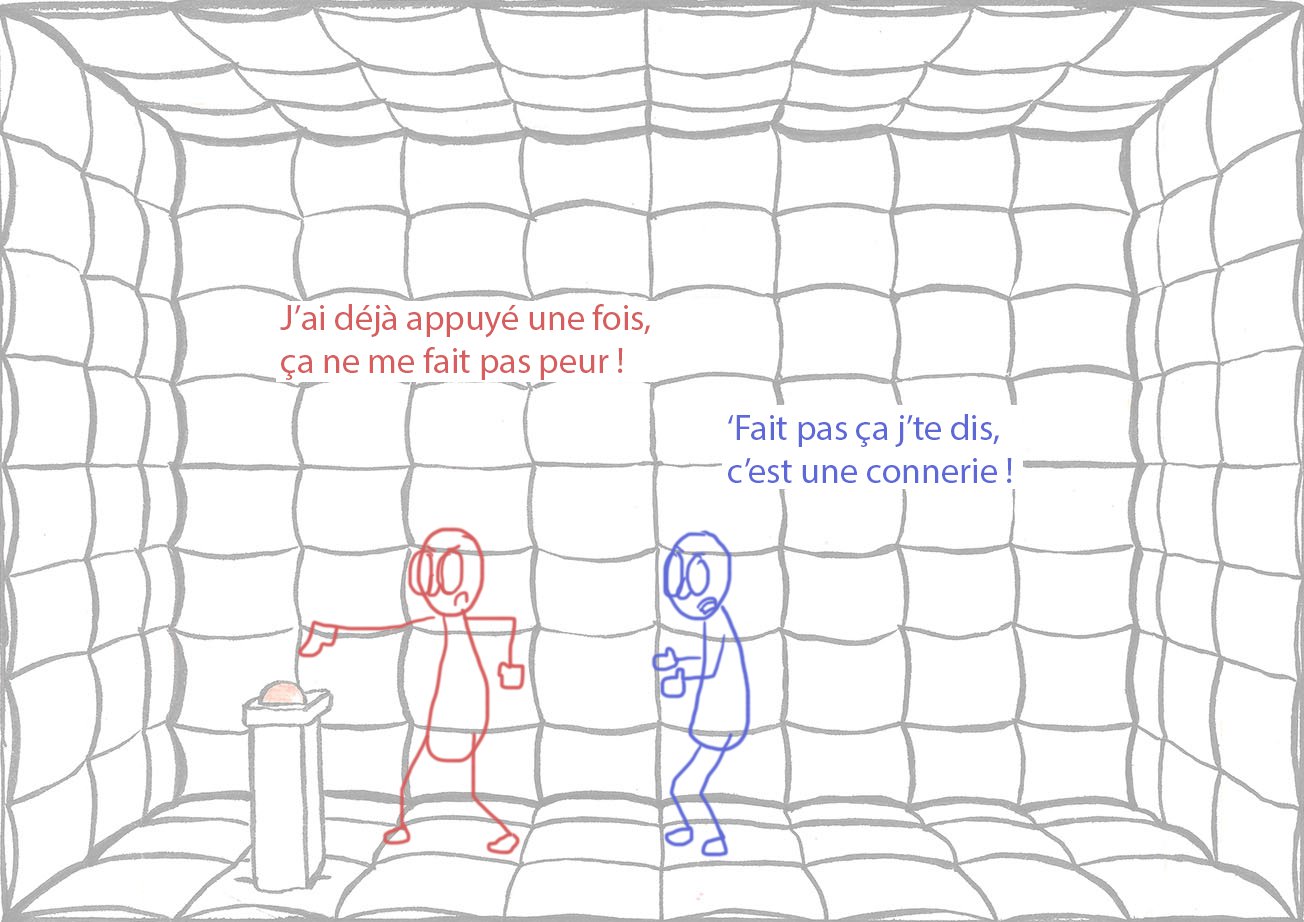 J’ai déjà appuyé une fois,
ça ne me fait pas peur !
‘Fait pas ça j’te dis,
c’est une connerie !